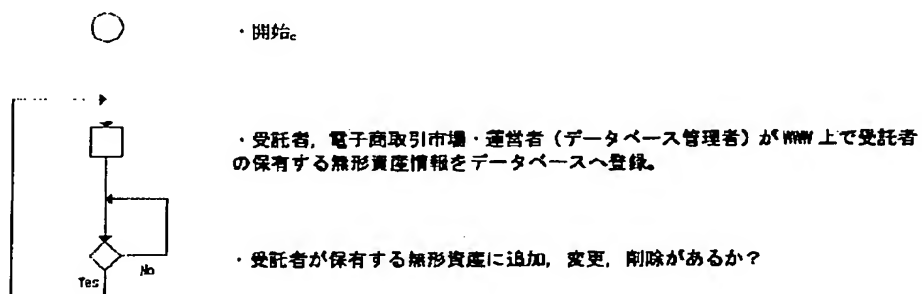 ・開始。
・受託者，電子商取引市場・運営者（データベース管理者）が WWW 上で受託者
の保有する無形資産情報をデータベースへ登録。
・受託者が保有する無形資産に追加，変更，削除があるか？
No
Yes